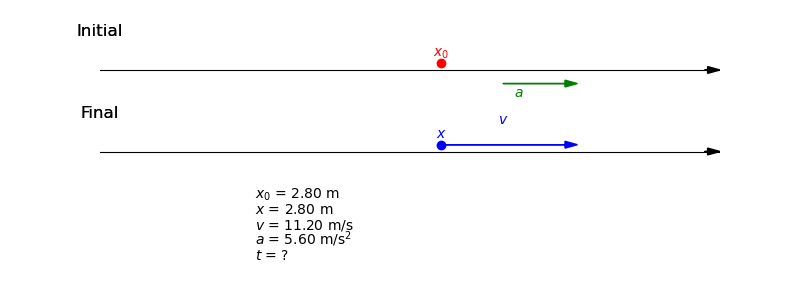 Initial
x₀
a
Final
v
x
x₀ = 2.80 m
x = 2.80 m
v = 11.20 m/s
a = 5.60 m/s²
t = ?